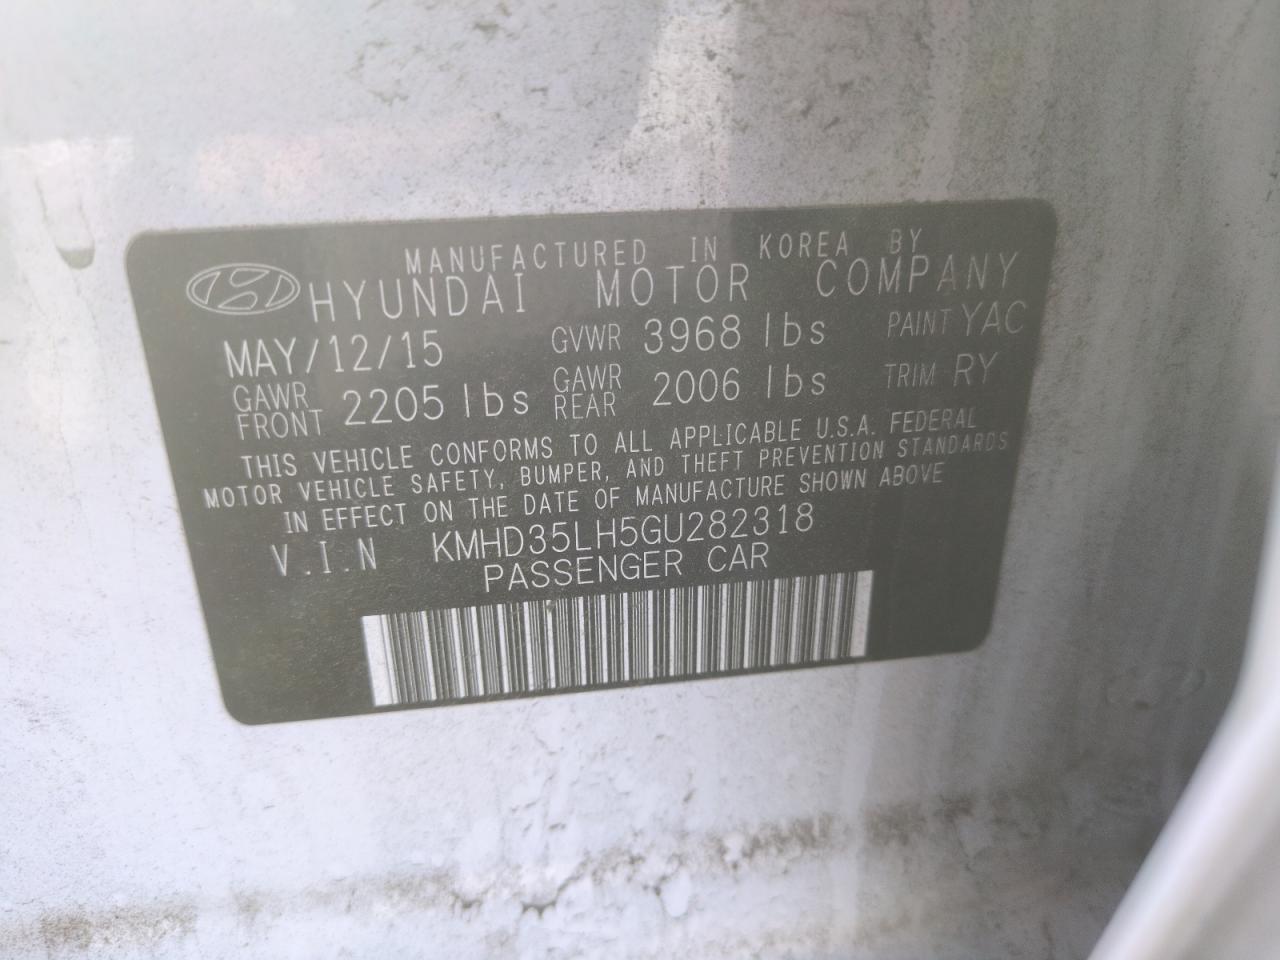 MANUFACTURED IN KOREA BY
HYUNDAI MOTOR COMPANY
MAY/12/15 GVWR 3968 lbs PAINT YAC
GAWR FRONT 2205 lbs GAWR REAR 2006 lbs TRIM RY
THIS VEHICLE CONFORMS TO ALL APPLICABLE U.S.A. FEDERAL
MOTOR VEHICLE SAFETY, BUMPER, AND THEFT PREVENTION STANDARDS
IN EFFECT ON THE DATE OF MANUFACTURE SHOWN ABOVE
V.I.N KMHD35LH5GU282318
PASSENGER CAR